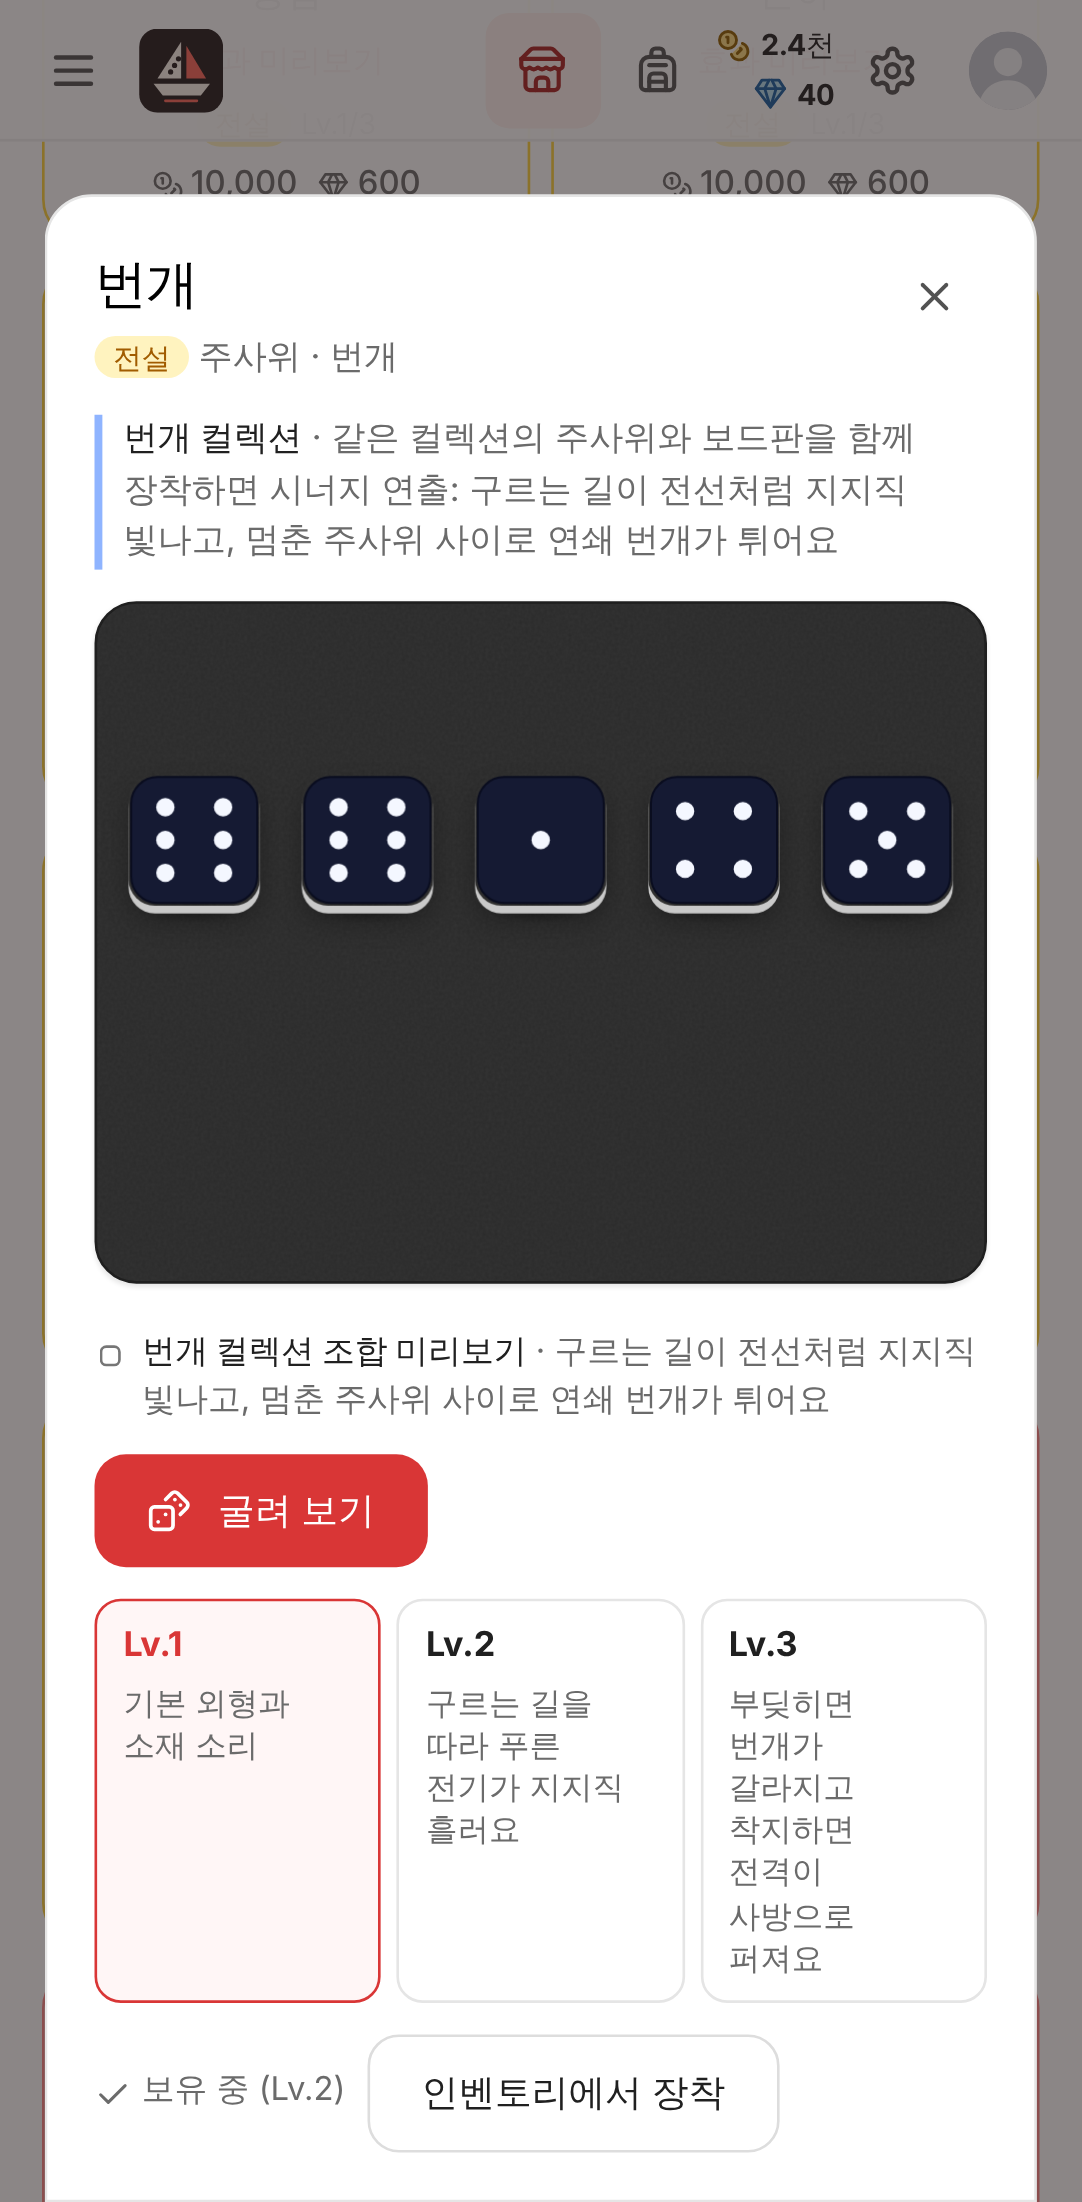 2.4천
40
10,000 600 10,000 600
번개
전설 주사위 · 번개
번개 컬렉션 · 같은 컬렉션의 주사위와 보드판을 함께
장착하면 시너지 연출: 구르는 길이 전선처럼 지지직
빛나고, 멈춘 주사위 사이로 연쇄 번개가 튀어요
번개 컬렉션 조합 미리보기 · 구르는 길이 전선처럼 지지직
빛나고, 멈춘 주사위 사이로 연쇄 번개가 튀어요
굴려 보기
Lv.1
기본 외형과
소재 소리
Lv.2
구르는 길을
따라 푸른
전기가 지지직
흘러요
Lv.3
부딪히면
번개가
갈라지고
착지하면
전격이
사방으로
퍼져요
보유 중 (Lv.2)
인벤토리에서 장착